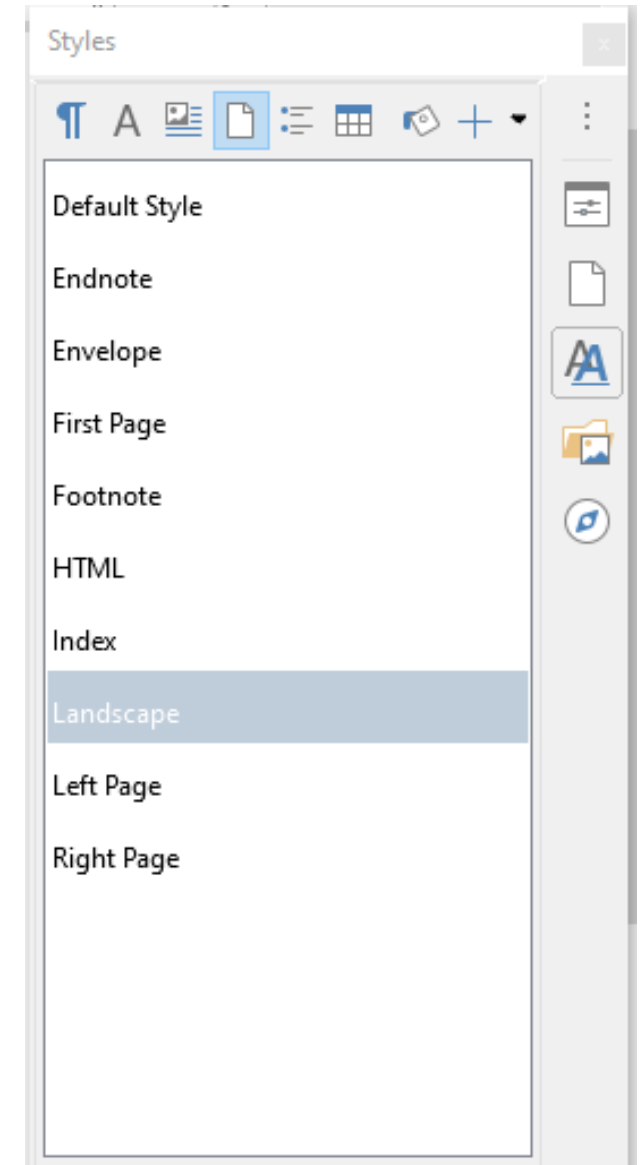 Styles
Default Style
Endnote
Envelope
First Page
Footnote
HTML
Index
Landscape
Left Page
Right Page